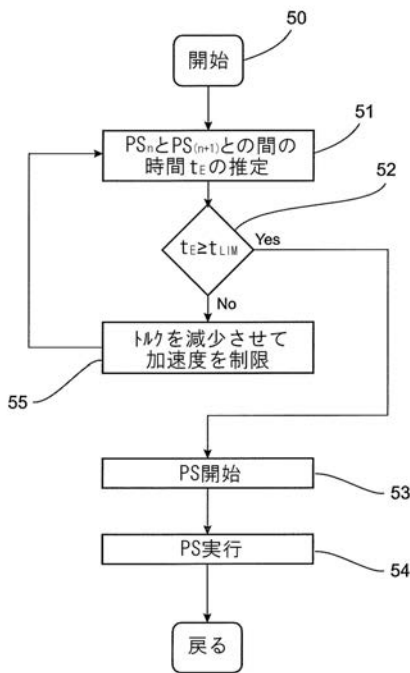 50
開始
51
PSnとPS(n+1)との間の
時間 tEの推定
52
tE≥tLIM
Yes
No
ﾄﾙｸを減少させて
加速度を制限
55
PS開始
53
PS実行
54
戻る